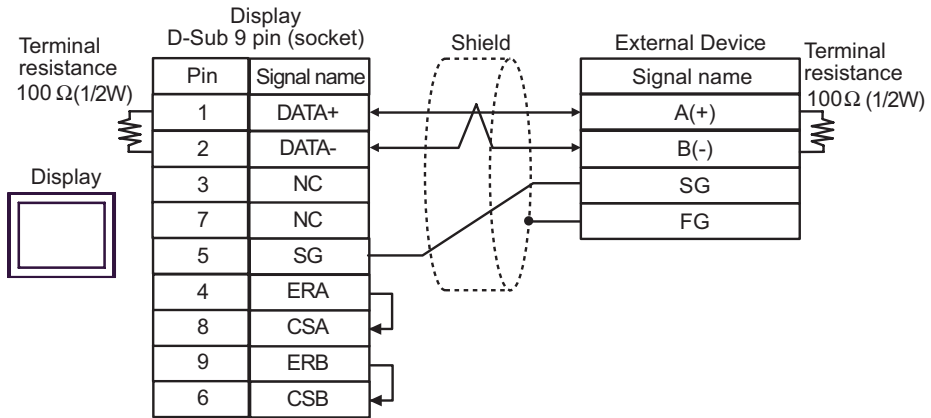 Display
D-Sub 9 pin (socket)
Shield
External Device
Terminal
resistance
100 Ω(1/2W)
Terminal
resistance
100Ω (1/2W)
Pin Signal name
1 DATA+
2 DATA-
3 NC
7 NC
5 SG
4 ERA
8 CSA
9 ERB
6 CSB
Signal name
A(+)
B(-)
SG
FG
Display